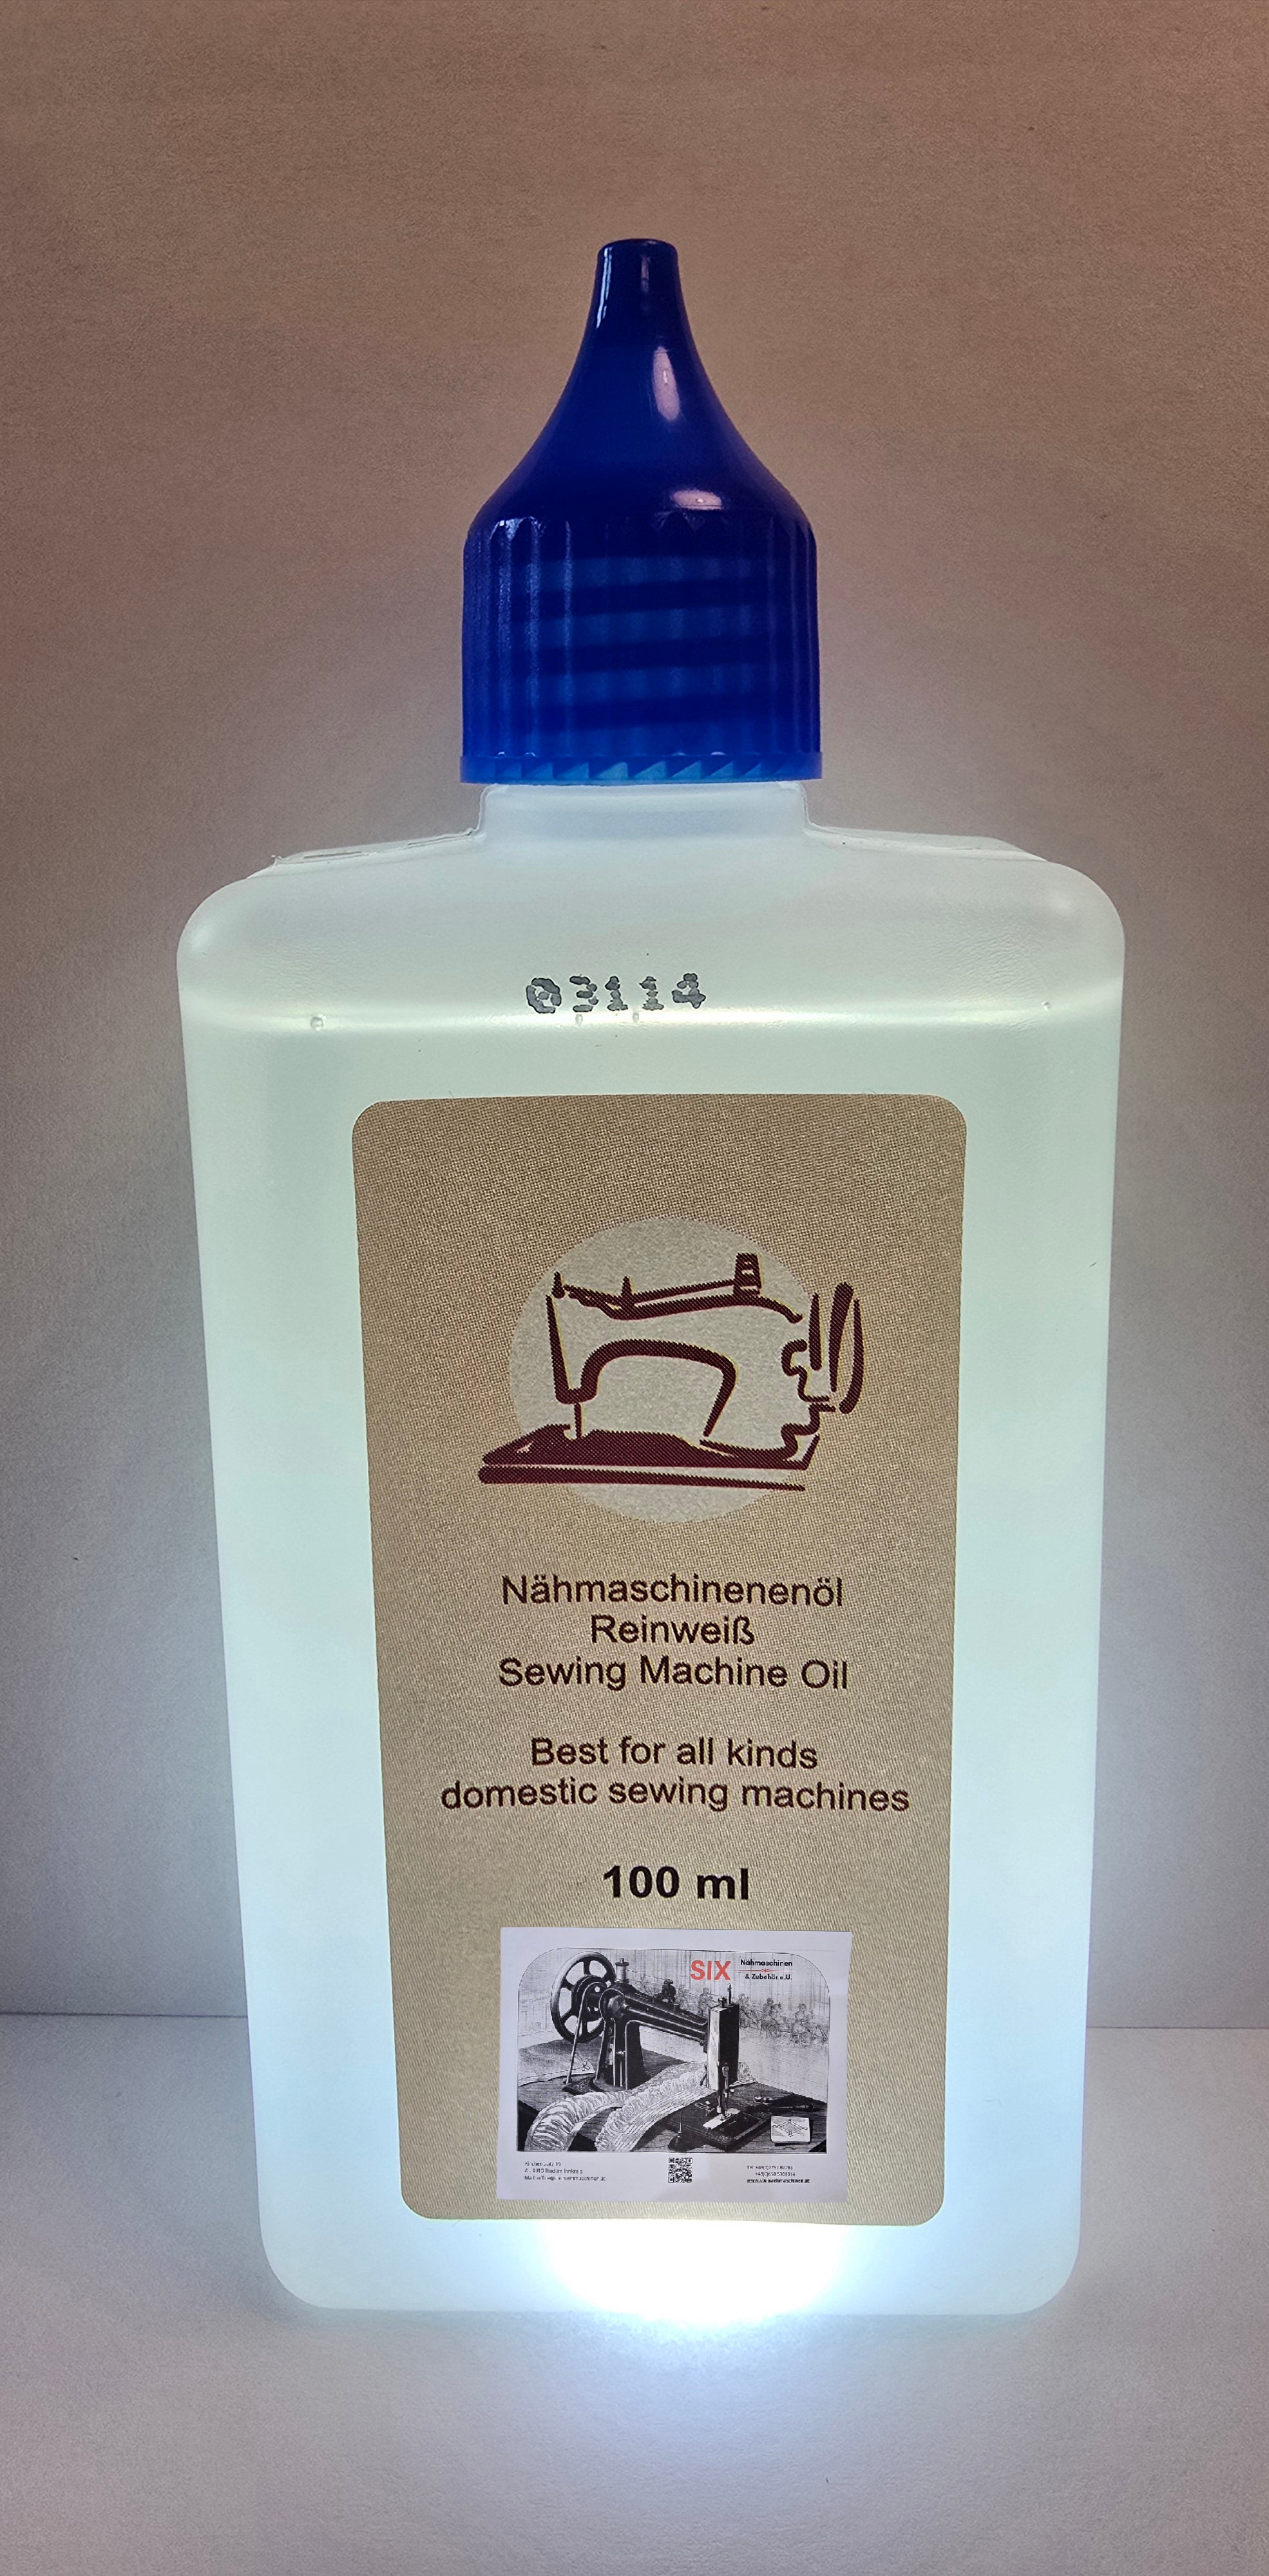 03114
Nähmaschinenenöl
Reinweiß
Sewing Machine Oil
Best for all kinds
domestic sewing machines
100 ml
SIX
Nähmaschinen
& Zubehör e.U.